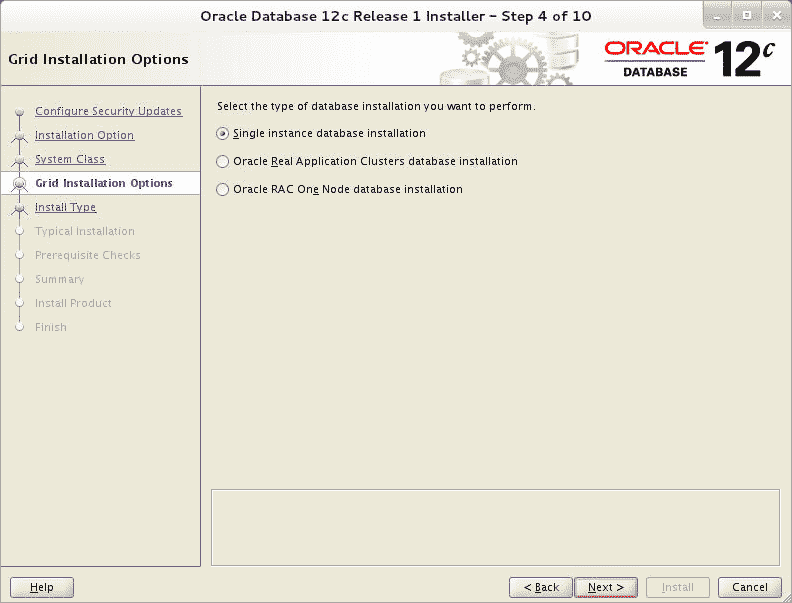 Oracle Database 12c Release 1 Installer - Step 4 of 10
Grid Installation Options
ORACLE®
DATABASE
12c
Configure Security Updates
Installation Option
System Class
Grid Installation Options
Install Type
Typical Installation
Prerequisite Checks
Summary
Install Product
Finish
Select the type of database installation you want to perform.
Single instance database installation
Oracle Real Application Clusters database installation
Oracle RAC One Node database installation
Help
< Back
Next >
Install
Cancel